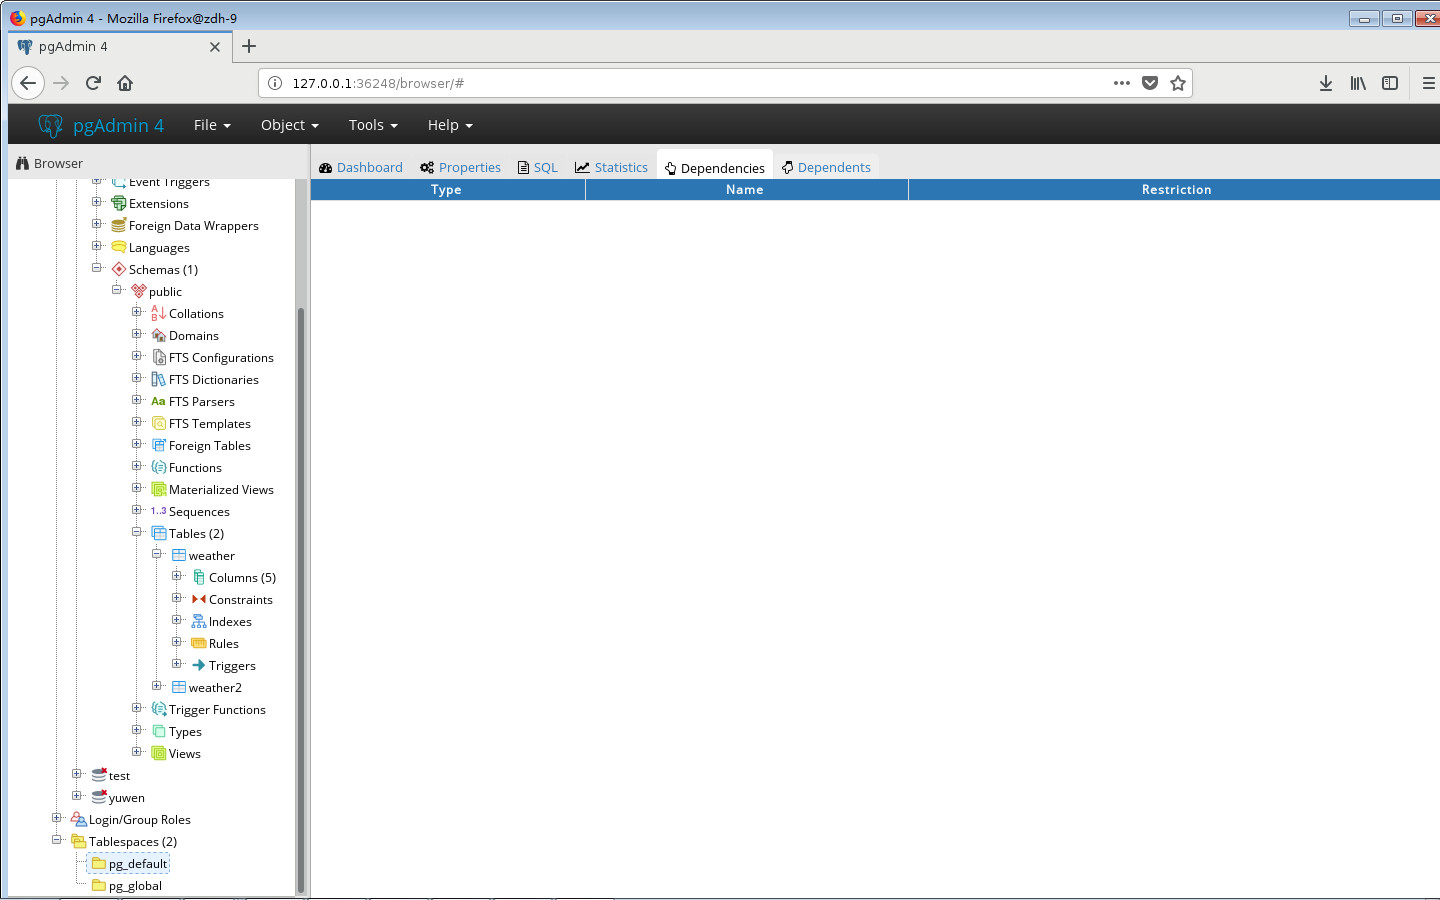 pgAdmin 4 - Mozilla Firefox@zdh-9
pgAdmin 4
127.0.0.1:36248/browser/#
pgAdmin 4 File Object Tools Help
Browser
Dashboard Properties SQL Statistics Dependencies Dependents
Type Name Restriction
Event Triggers
Extensions
Foreign Data Wrappers
Languages
Schemas (1)
public
Collations
Domains
FTS Configurations
FTS Dictionaries
Aa FTS Parsers
FTS Templates
Foreign Tables
Functions
Materialized Views
1..3 Sequences
Tables (2)
weather
Columns (5)
Constraints
Indexes
Rules
Triggers
weather2
Trigger Functions
Types
Views
test
yuwen
Login/Group Roles
Tablespaces (2)
pg_default
pg_global